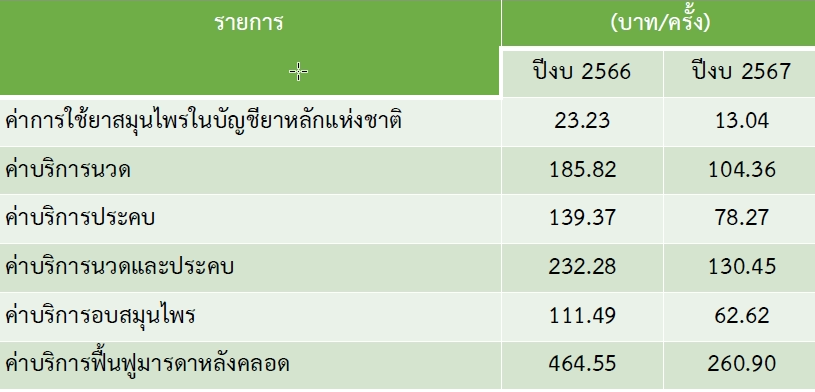 รายการ (บาท/ครั้ง)
ปีงบ 2566 ปีงบ 2567
ค่าการใช้ยาสมุนไพรในบัญชียาหลักแห่งชาติ 23.23 13.04
ค่าบริการนวด 185.82 104.36
ค่าบริการประคบ 139.37 78.27
ค่าบริการนวดและประคบ 232.28 130.45
ค่าบริการอบสมุนไพร 111.49 62.62
ค่าบริการฟื้นฟูมารดาหลังคลอด 464.55 260.90